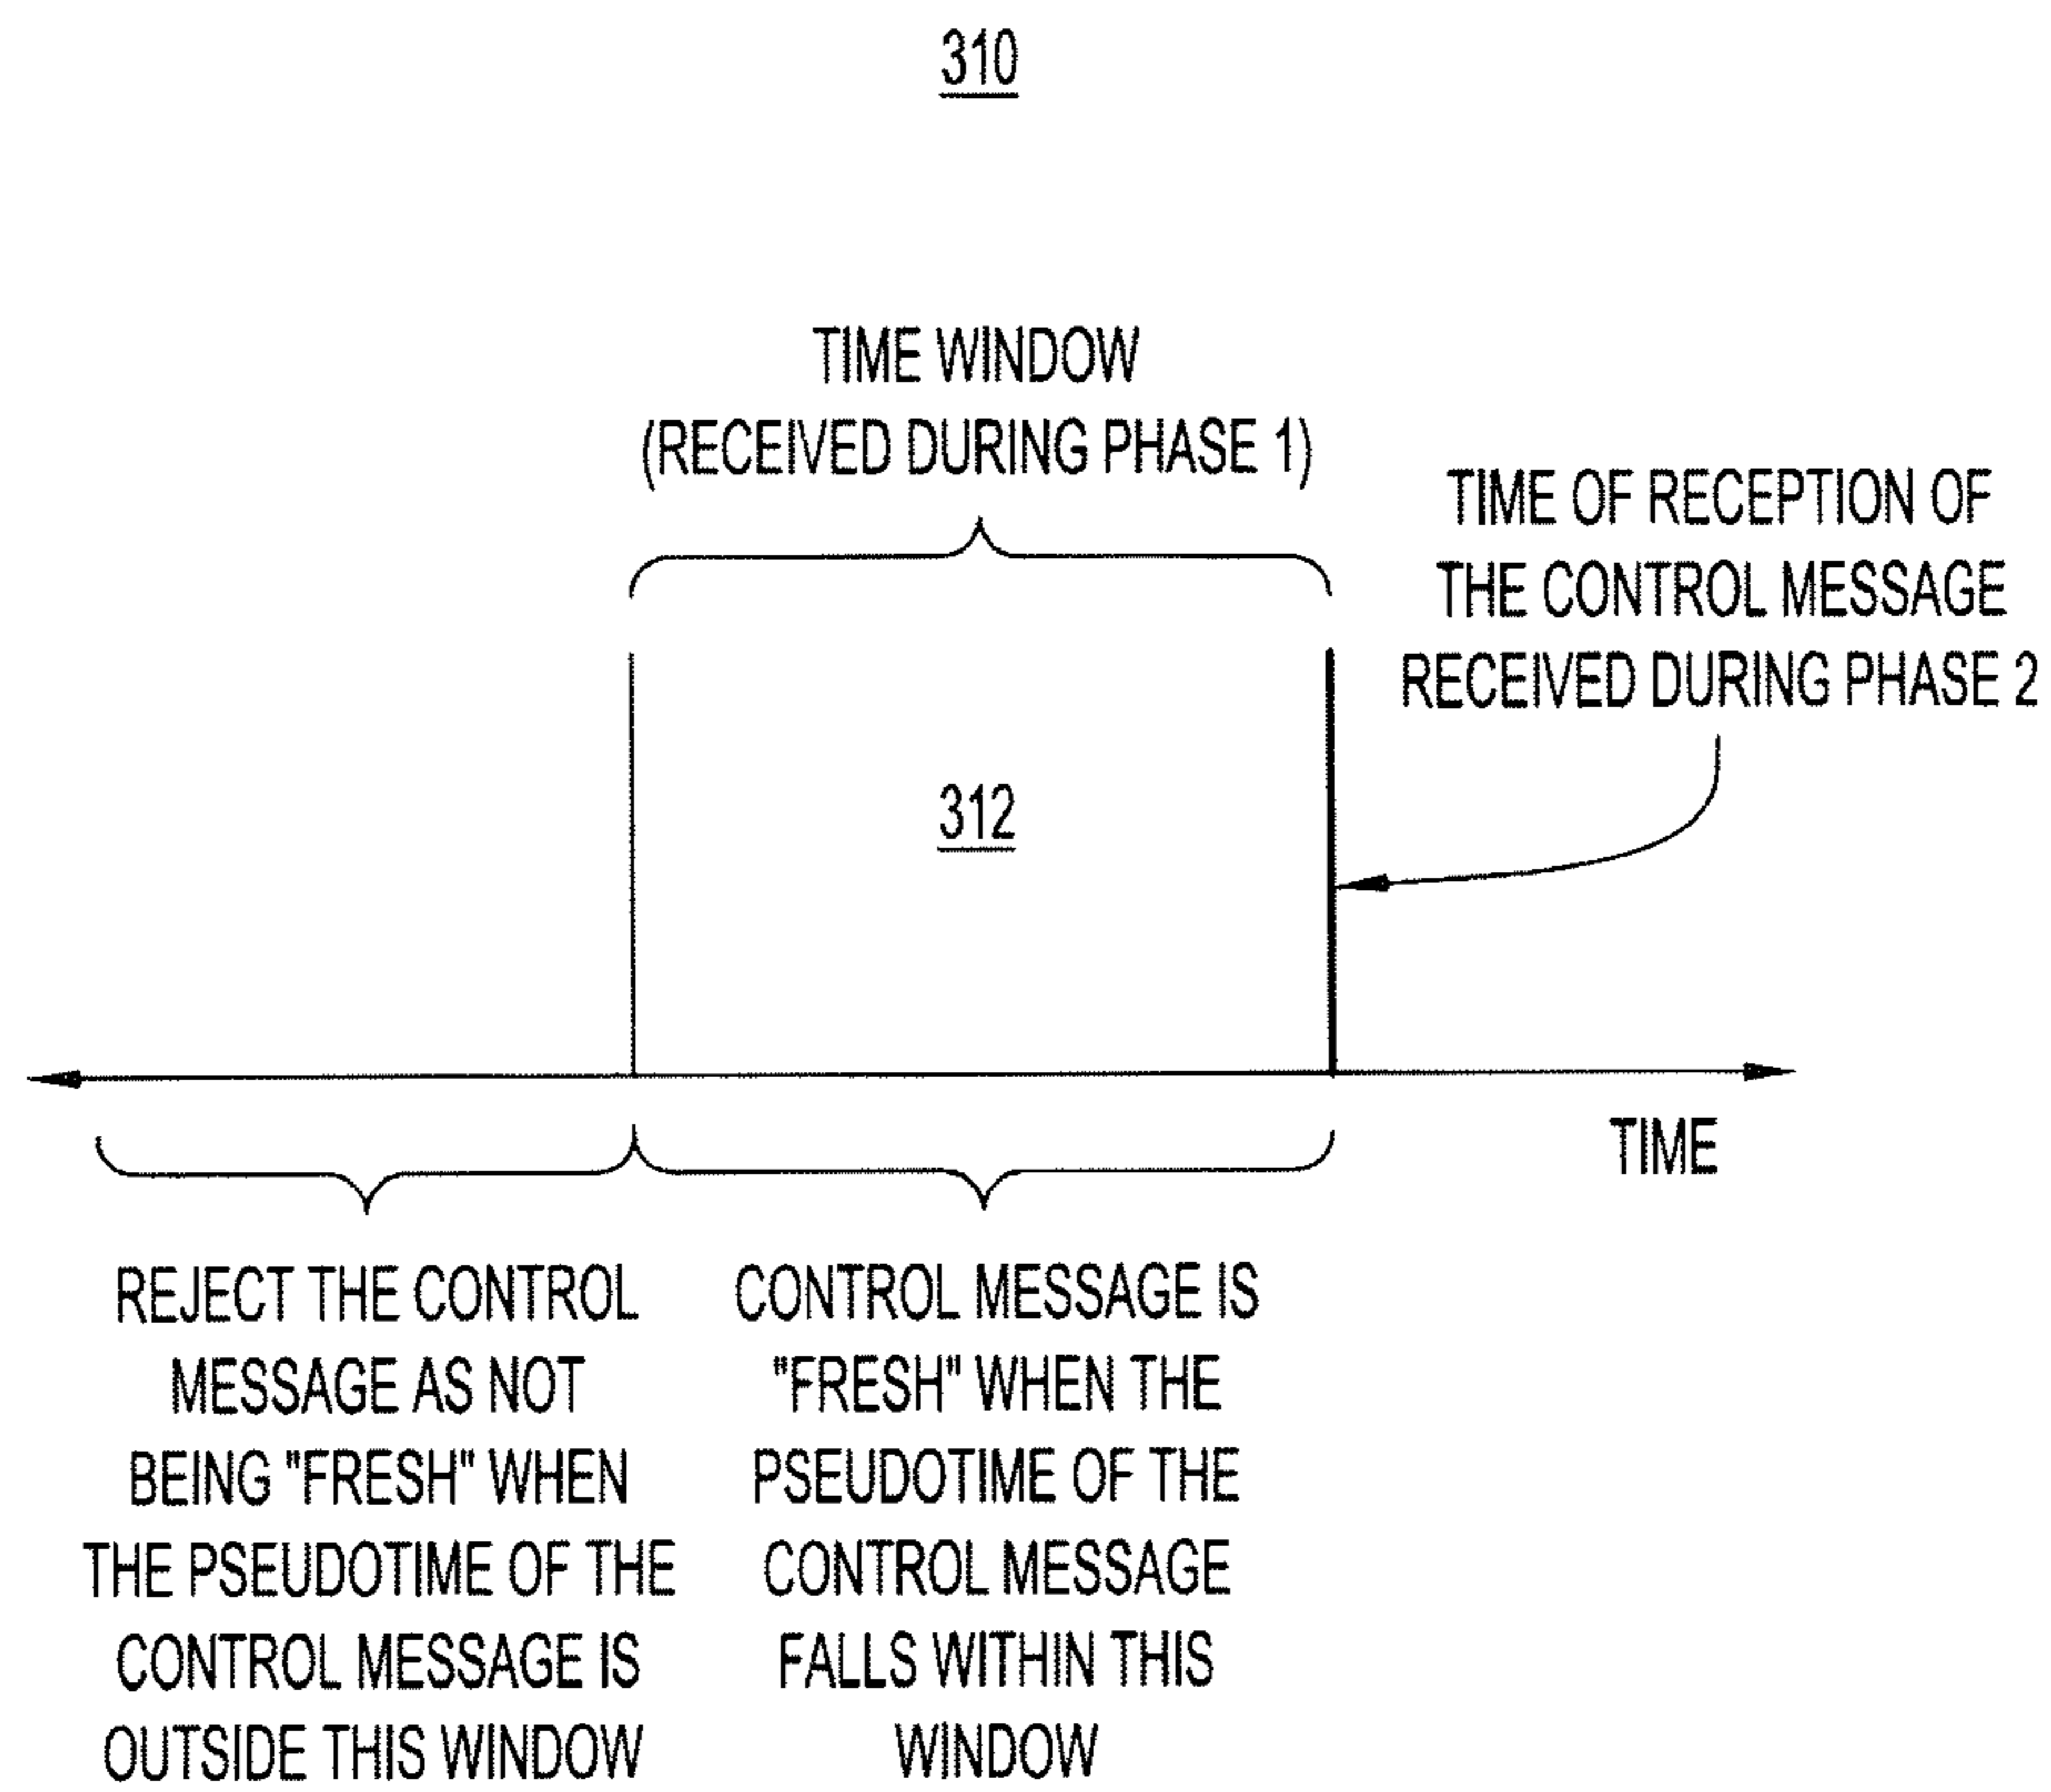 310
TIME WINDOW
(RECEIVED DURING PHASE 1)
TIME OF RECEPTION OF
THE CONTROL MESSAGE
RECEIVED DURING PHASE 2
312
TIME
REJECT THE CONTROL
MESSAGE AS NOT
BEING "FRESH" WHEN
THE PSEUDOTIME OF THE
CONTROL MESSAGE IS
OUTSIDE THIS WINDOW
CONTROL MESSAGE IS
"FRESH" WHEN THE
PSEUDOTIME OF THE
CONTROL MESSAGE
FALLS WITHIN THIS
WINDOW